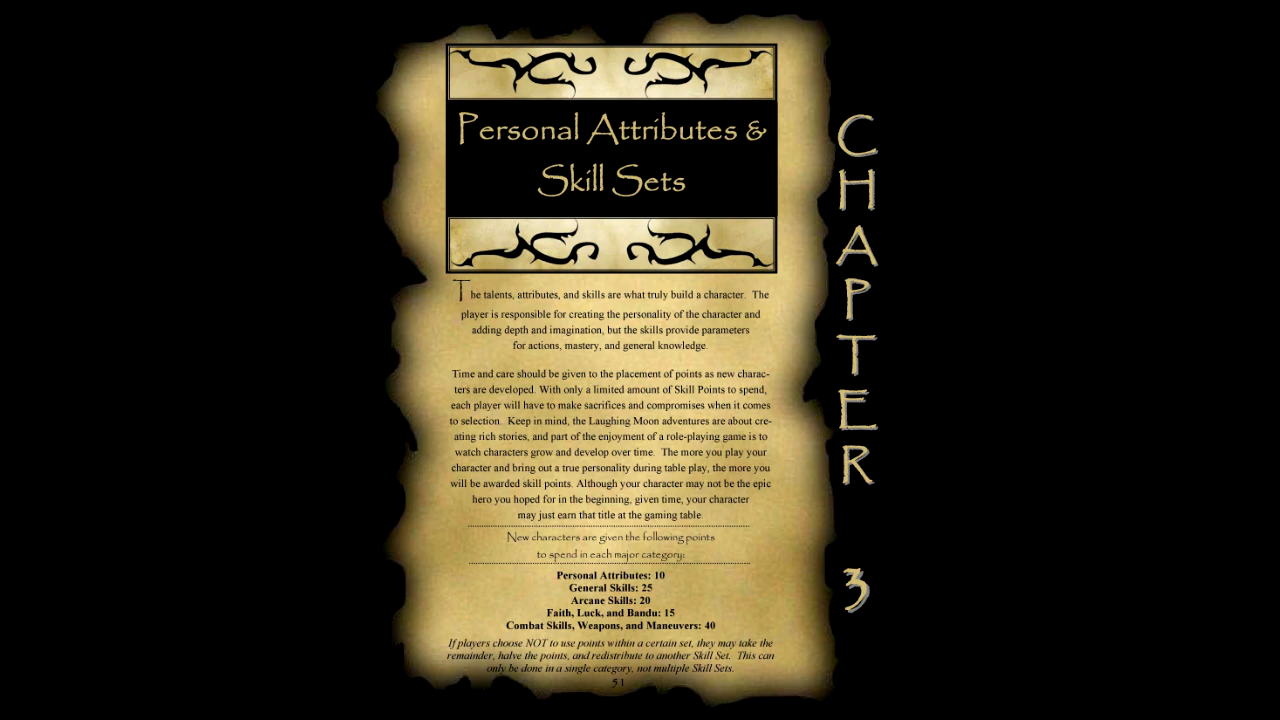 Personal Attributes &
Skill Sets
The talents, attributes, and skills are what truly build a character. The
player is responsible for creating the personality of the character and
adding depth and imagination, but the skills provide parameters
for actions, mastery, and general knowledge.
Time and care should be given to the placement of points as new charac-
ters are developed. With only a limited amount of Skill Points to spend,
each player will have to make sacrifices and compromises when it comes
to selection. Keep in mind, the Laughing Moon adventures are about cre-
ating rich stories, and part of the enjoyment of a role-playing game is to
watch characters grow and develop over time. The more you play your
character and bring out a true personality during table play, the more you
will be awarded skill points. Although your character may not be the epic
hero you hoped for in the beginning, given time, your character
may just earn that title at the gaming table.
New characters are given the following points
to spend in each major category:
Personal Attributes: 10
General Skills: 25
Arcane Skills: 20
Faith, Luck, and Bandu: 15
Combat Skills, Weapons, and Maneuvers: 40
If players choose NOT to use points within a certain set, they may take the
remainder, halve the points, and redistribute to another Skill Set. This can
only be done in a single category, not multiple Skill Sets.
51
CHAPTER 3